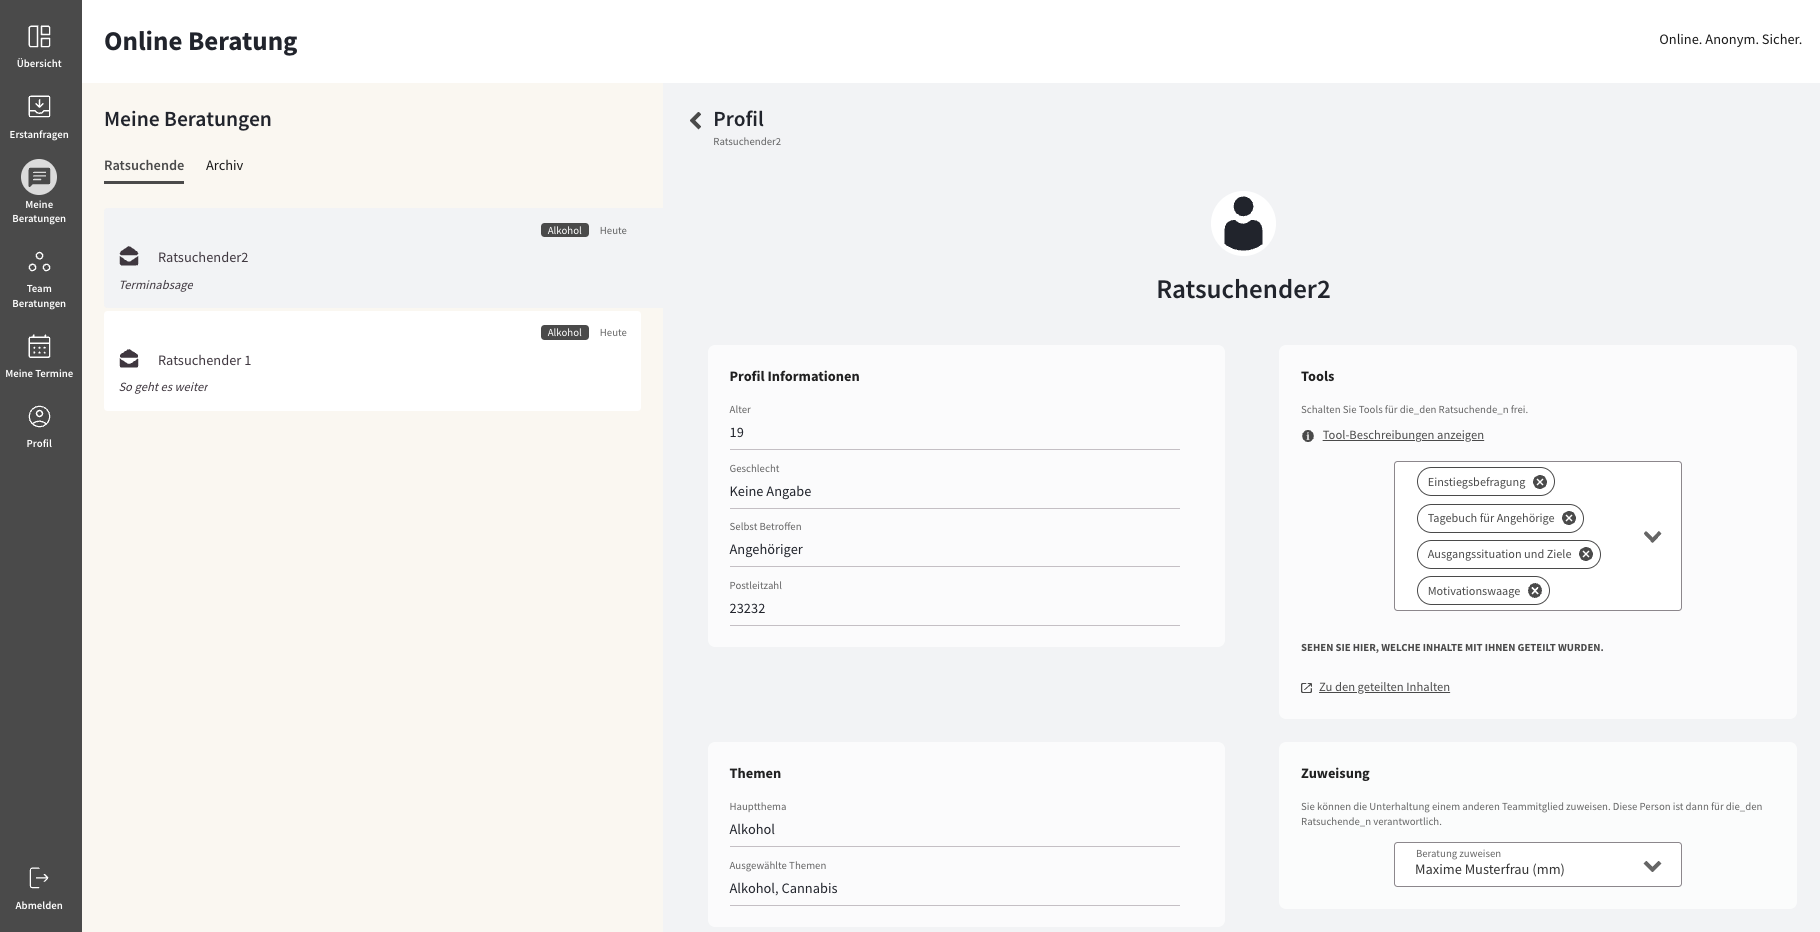 Online Beratung
Online. Anonym. Sicher.
Übersicht
Erstanfragen
Meine
Beratungen
Team
Beratungen
Meine Termine
Profil
Abmelden
Meine Beratungen
Ratsuchende
Archiv
Alkohol
Heute
Ratsuchender2
Terminabsage
Alkohol
Heute
Ratsuchender 1
So geht es weiter
Profil
Ratsuchender2
Ratsuchender2
Profil Informationen
Alter
19
Geschlecht
Keine Angabe
Selbst Betroffen
Angehöriger
Postleitzahl
23232
Tools
Schalten Sie Tools für die_den Ratsuchende_n frei.
Tool-Beschreibungen anzeigen
Einstiegsbefragung
Tagebuch für Angehörige
Ausgangssituation und Ziele
Motivationswaage
SEHEN SIE HIER, WELCHE INHALTE MIT IHNEN GETEILT WURDEN.
Zu den geteilten Inhalten
Themen
Hauptthema
Alkohol
Ausgewählte Themen
Alkohol, Cannabis
Zuweisung
Sie können die Unterhaltung einem anderen Teammitglied zuweisen. Diese Person ist dann für die_den
Ratsuchende_n verantwortlich.
Beratung zuweisen
Maxime Musterfrau (mm)